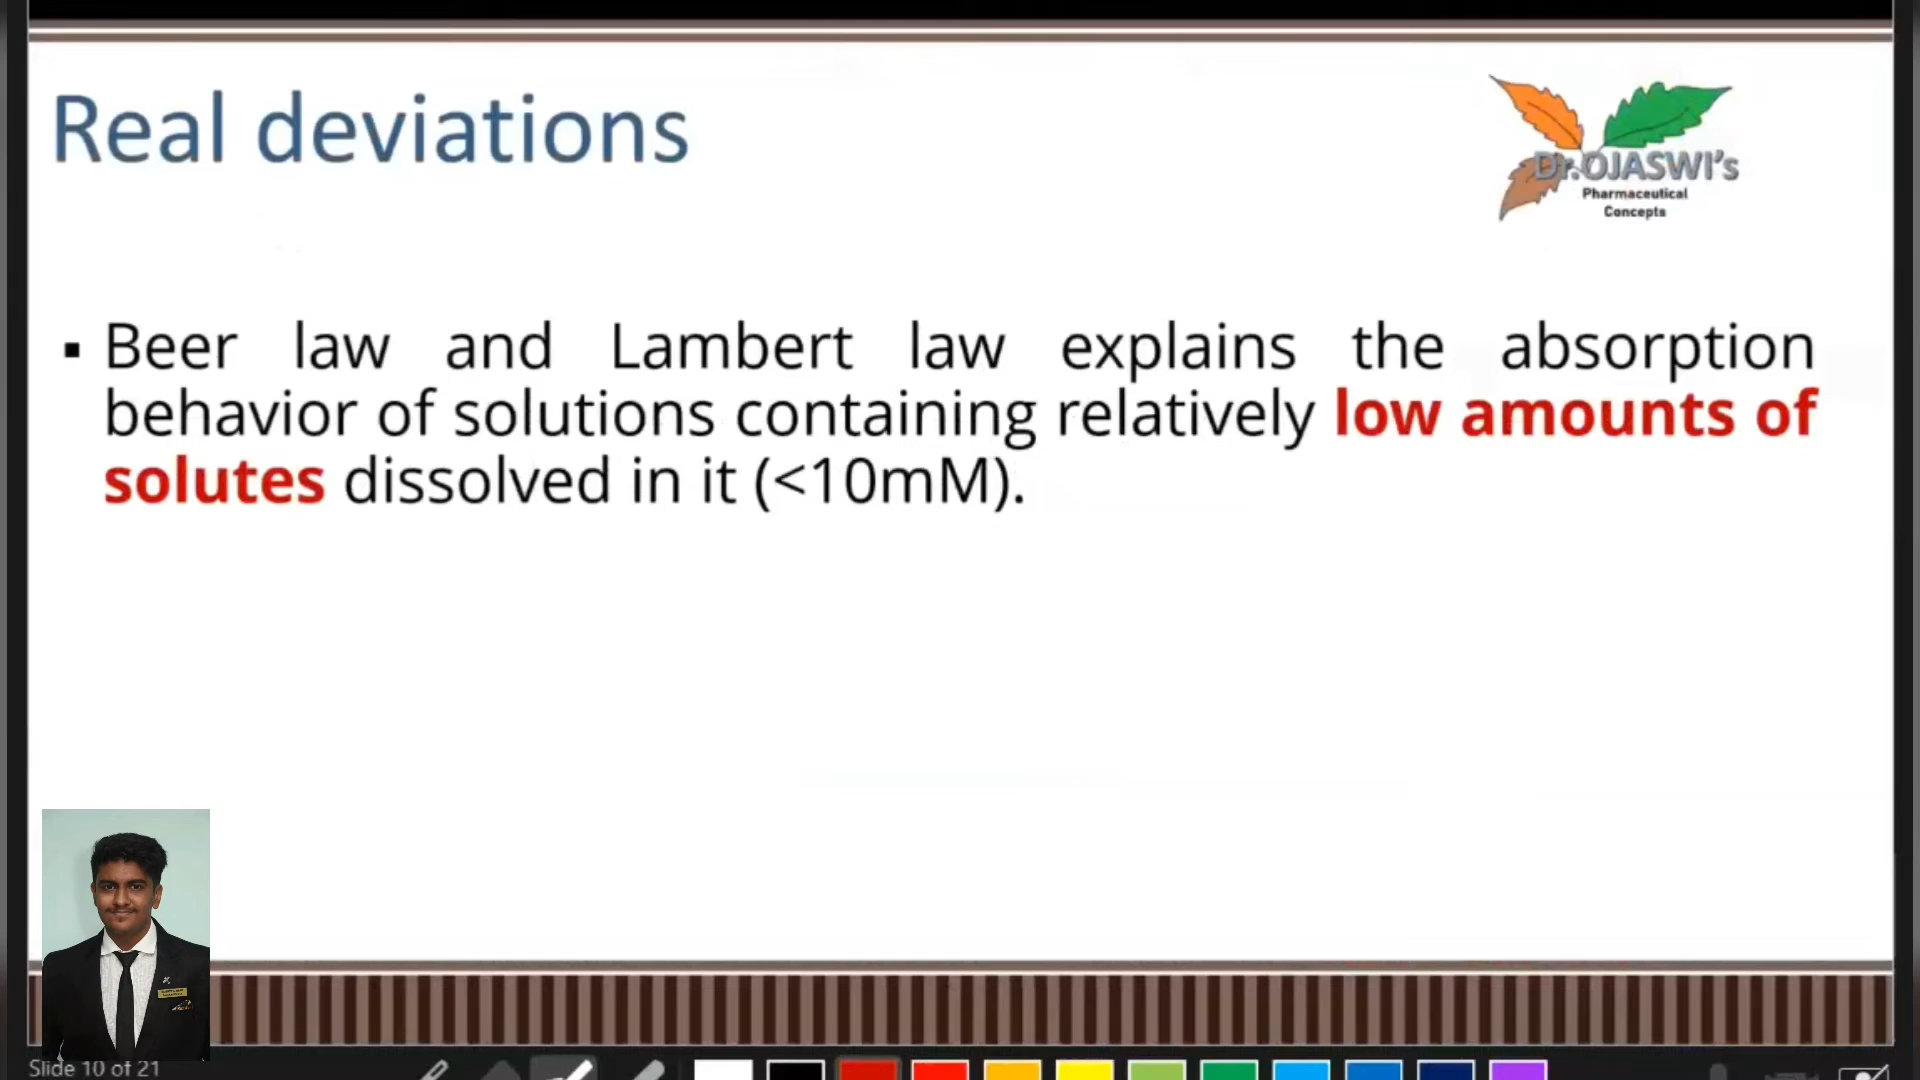 Real deviations
Dr.OJASWI's
Pharmaceutical
Concepts
▪ Beer law and Lambert law explains the absorption
behavior of solutions containing relatively low amounts of
solutes dissolved in it (<10mM).
Slide 10 of 21